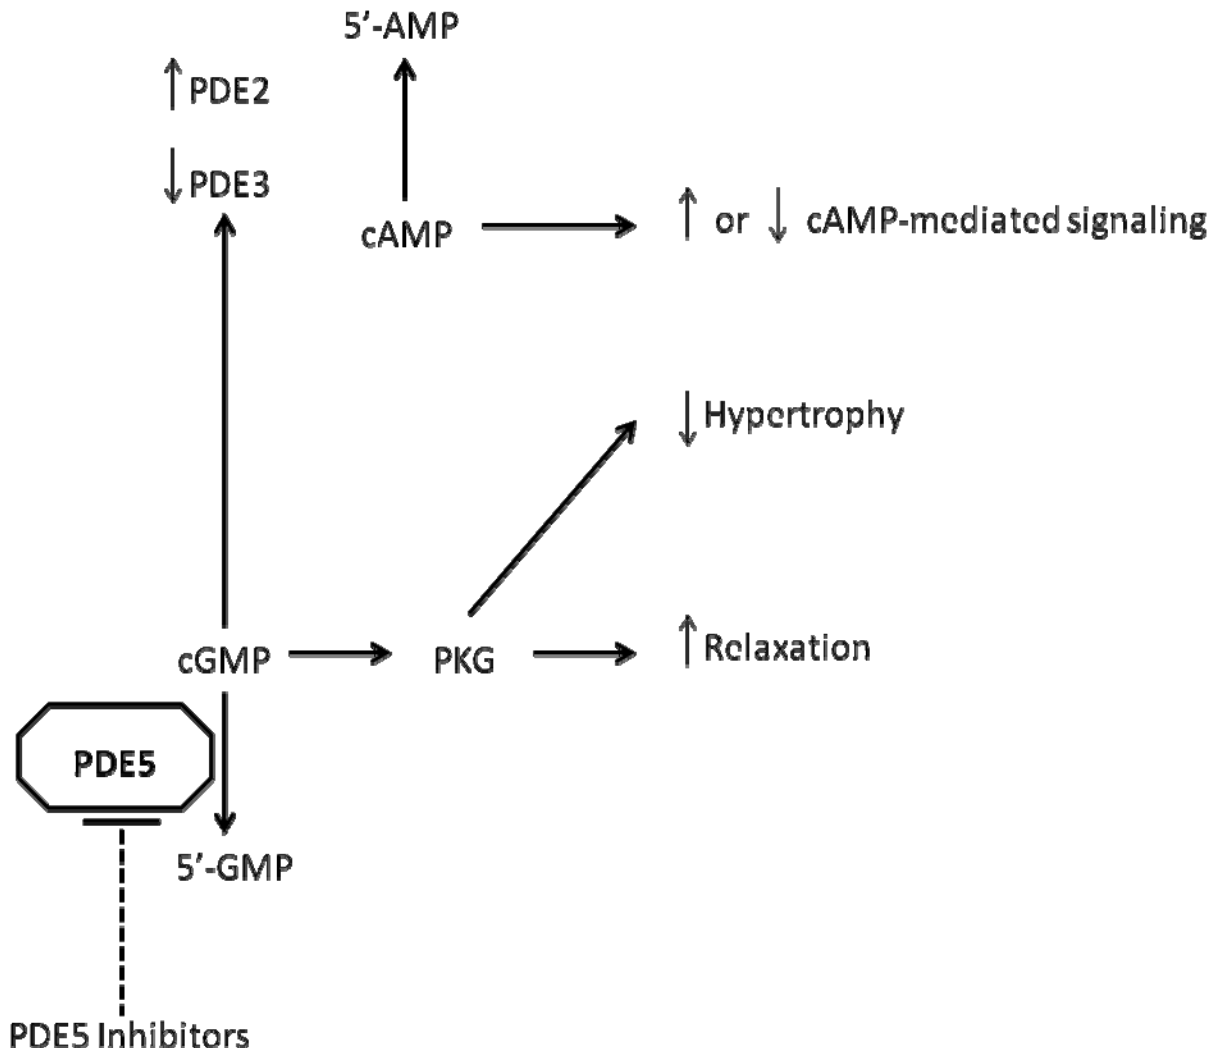 5’-AMP
↑ PDE2
↓ PDE3
cAMP
↑ or ↓ cAMP-mediated signaling
↓ Hypertrophy
cGMP
PKG
↑ Relaxation
PDE5
5’-GMP
PDE5 Inhibitors